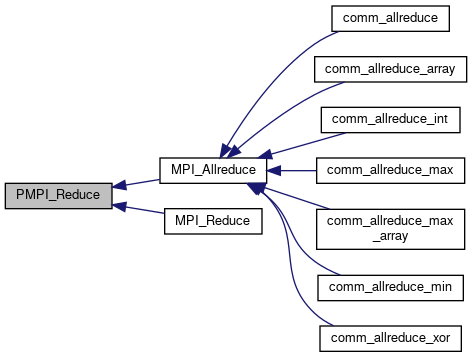 comm_allreduce
comm_allreduce_array
comm_allreduce_int
MPI_Allreduce
comm_allreduce_max
PMPI_Reduce
MPI_Reduce
comm_allreduce_max
_array
comm_allreduce_min
comm_allreduce_xor